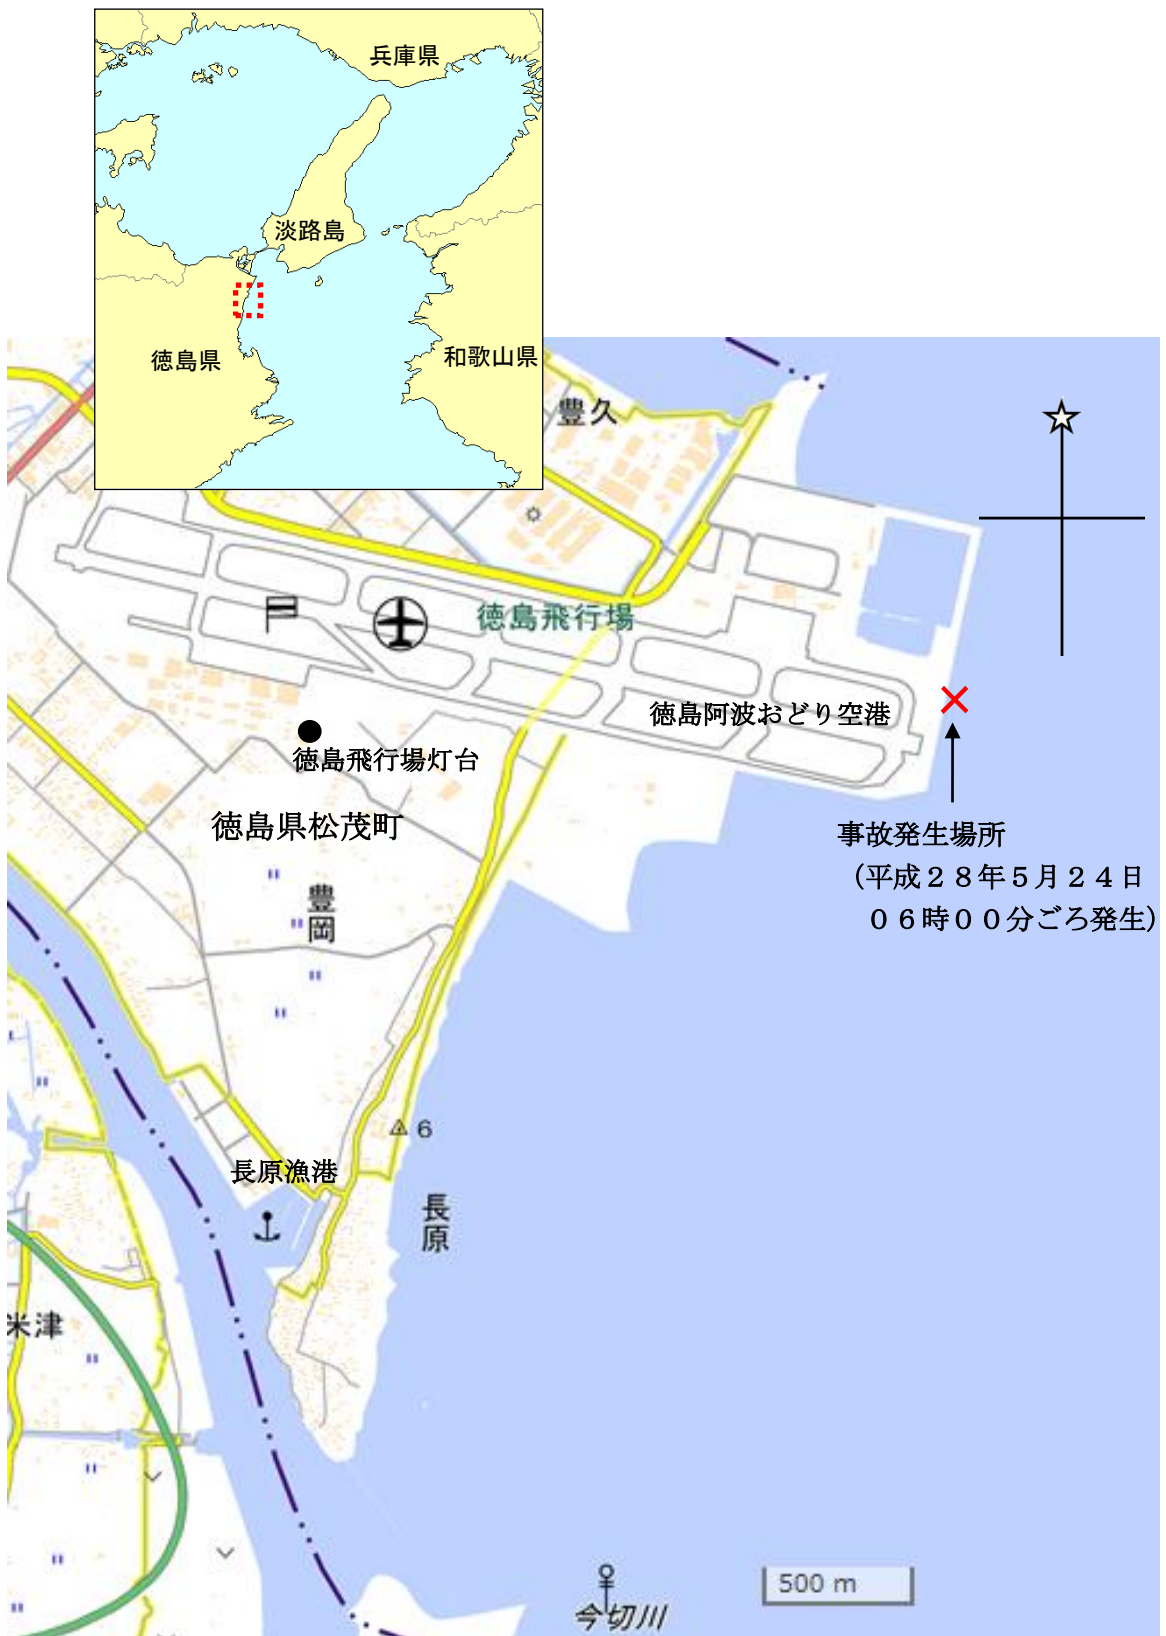 兵庫県
淡路島
徳島県
和歌山県
豊久
徳島飛行場
徳島阿波おどり空港
徳島飛行場灯台
徳島県松茂町
事故発生場所
（平成２８年５月２４日
０６時００分ごろ発生）
豊岡
6
長原漁港
長原
米津
500 m
今切川